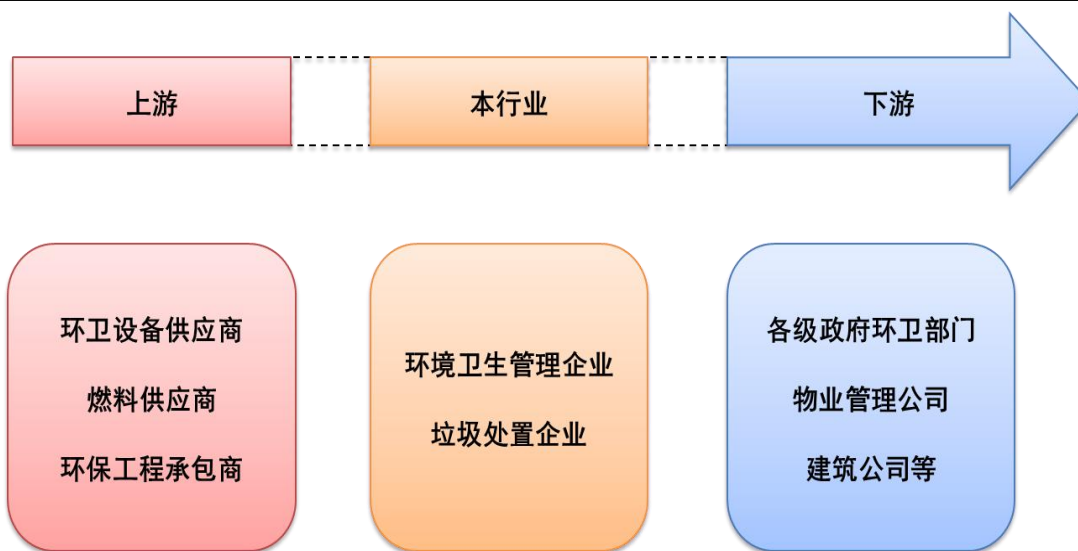 上游
本行业
下游
环卫设备供应商
燃料供应商
环保工程承包商
环境卫生管理企业
垃圾处置企业
各级政府环卫部门
物业管理公司
建筑公司等